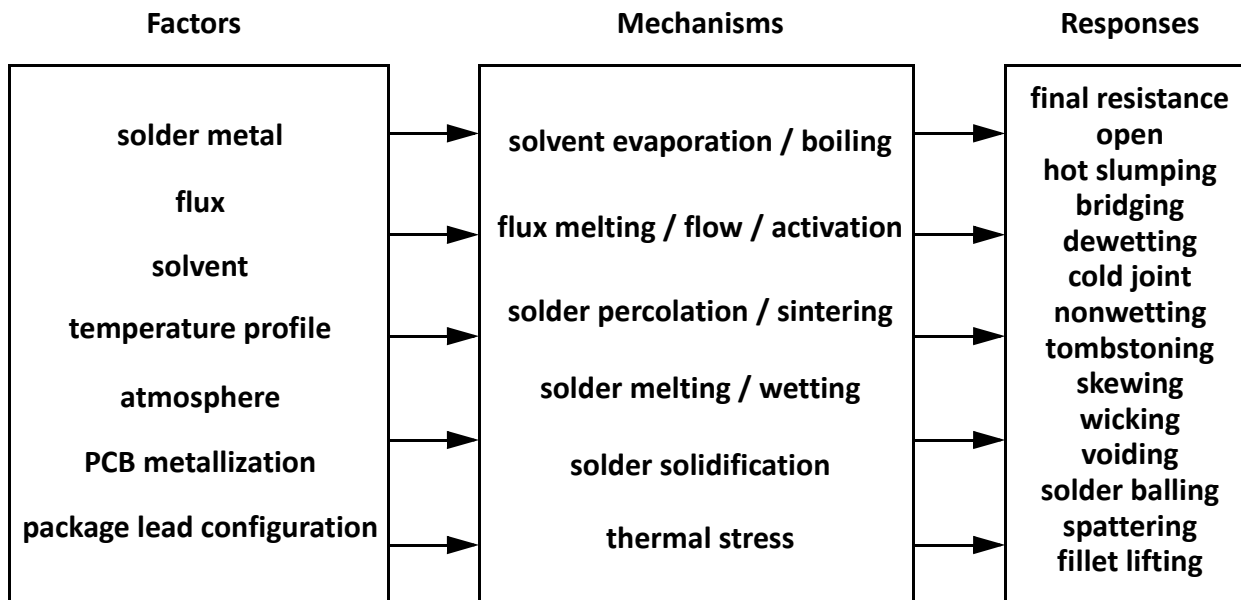 Factors
Mechanisms
Responses
solder metal
flux
solvent
temperature profile
atmosphere
PCB metallization
package lead configuration
solvent evaporation / boiling
flux melting / flow / activation
solder percolation / sintering
solder melting / wetting
solder solidification
thermal stress
final resistance
open
hot slumping
bridging
dewetting
cold joint
nonwetting
tombstoning
skewing
wicking
voiding
solder balling
spattering
fillet lifting